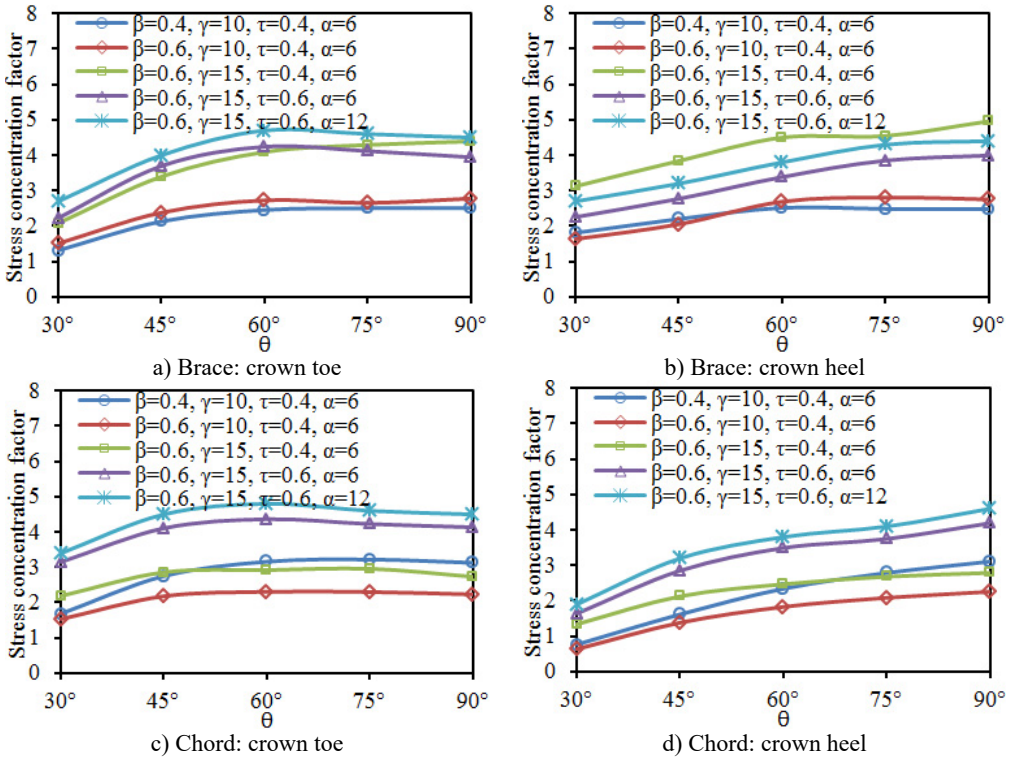 Stress concentration factor
8
7
6
5
4
3
2
1
0
β=0.4, γ=10, τ=0.4, α=6
β=0.6, γ=10, τ=0.4, α=6
β=0.6, γ=15, τ=0.4, α=6
β=0.6, γ=15, τ=0.6, α=6
β=0.6, γ=15, τ=0.6, α=12
30° 45° 60° 75° 90°
θ
a) Brace: crown toe
Stress concentration factor
8
7
6
5
4
3
2
1
0
β=0.4, γ=10, τ=0.4, α=6
β=0.6, γ=10, τ=0.4, α=6
β=0.6, γ=15, τ=0.4, α=6
β=0.6, γ=15, τ=0.6, α=6
β=0.6, γ=15, τ=0.6, α=12
30° 45° 60° 75° 90°
θ
b) Brace: crown heel
Stress concentration factor
8
7
6
5
4
3
2
1
0
β=0.4, γ=10, τ=0.4, α=6
β=0.6, γ=10, τ=0.4, α=6
β=0.6, γ=15, τ=0.4, α=6
β=0.6, γ=15, τ=0.6, α=6
β=0.6, γ=15, τ=0.6, α=12
30° 45° 60° 75° 90°
θ
c) Chord: crown toe
Stress concentration factor
8
7
6
5
4
3
2
1
0
β=0.4, γ=10, τ=0.4, α=6
β=0.6, γ=10, τ=0.4, α=6
β=0.6, γ=15, τ=0.4, α=6
β=0.6, γ=15, τ=0.6, α=6
β=0.6, γ=15, τ=0.6, α=12
30° 45° 60° 75° 90°
θ
d) Chord: crown heel